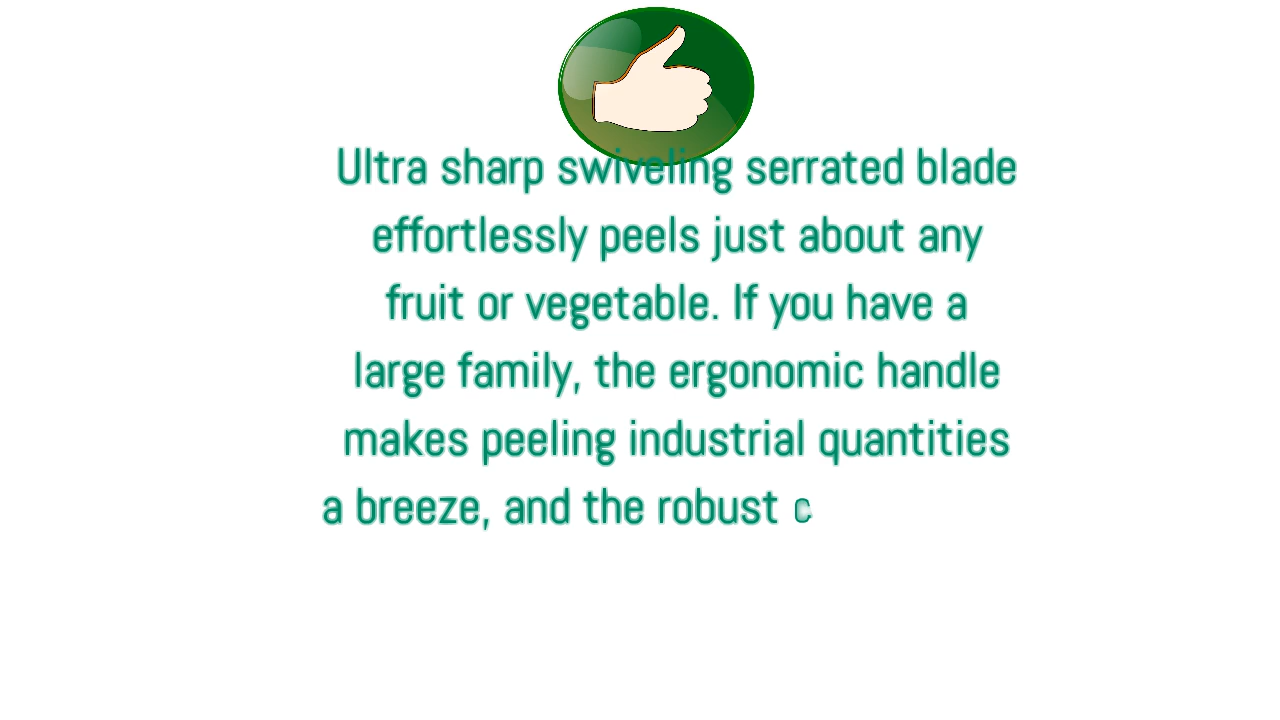 Ultra sharp swiveling serrated blade
effortlessly peels just about any
fruit or vegetable. If you have a
large family, the ergonomic handle
makes peeling industrial quantities
a breeze, and the robust c